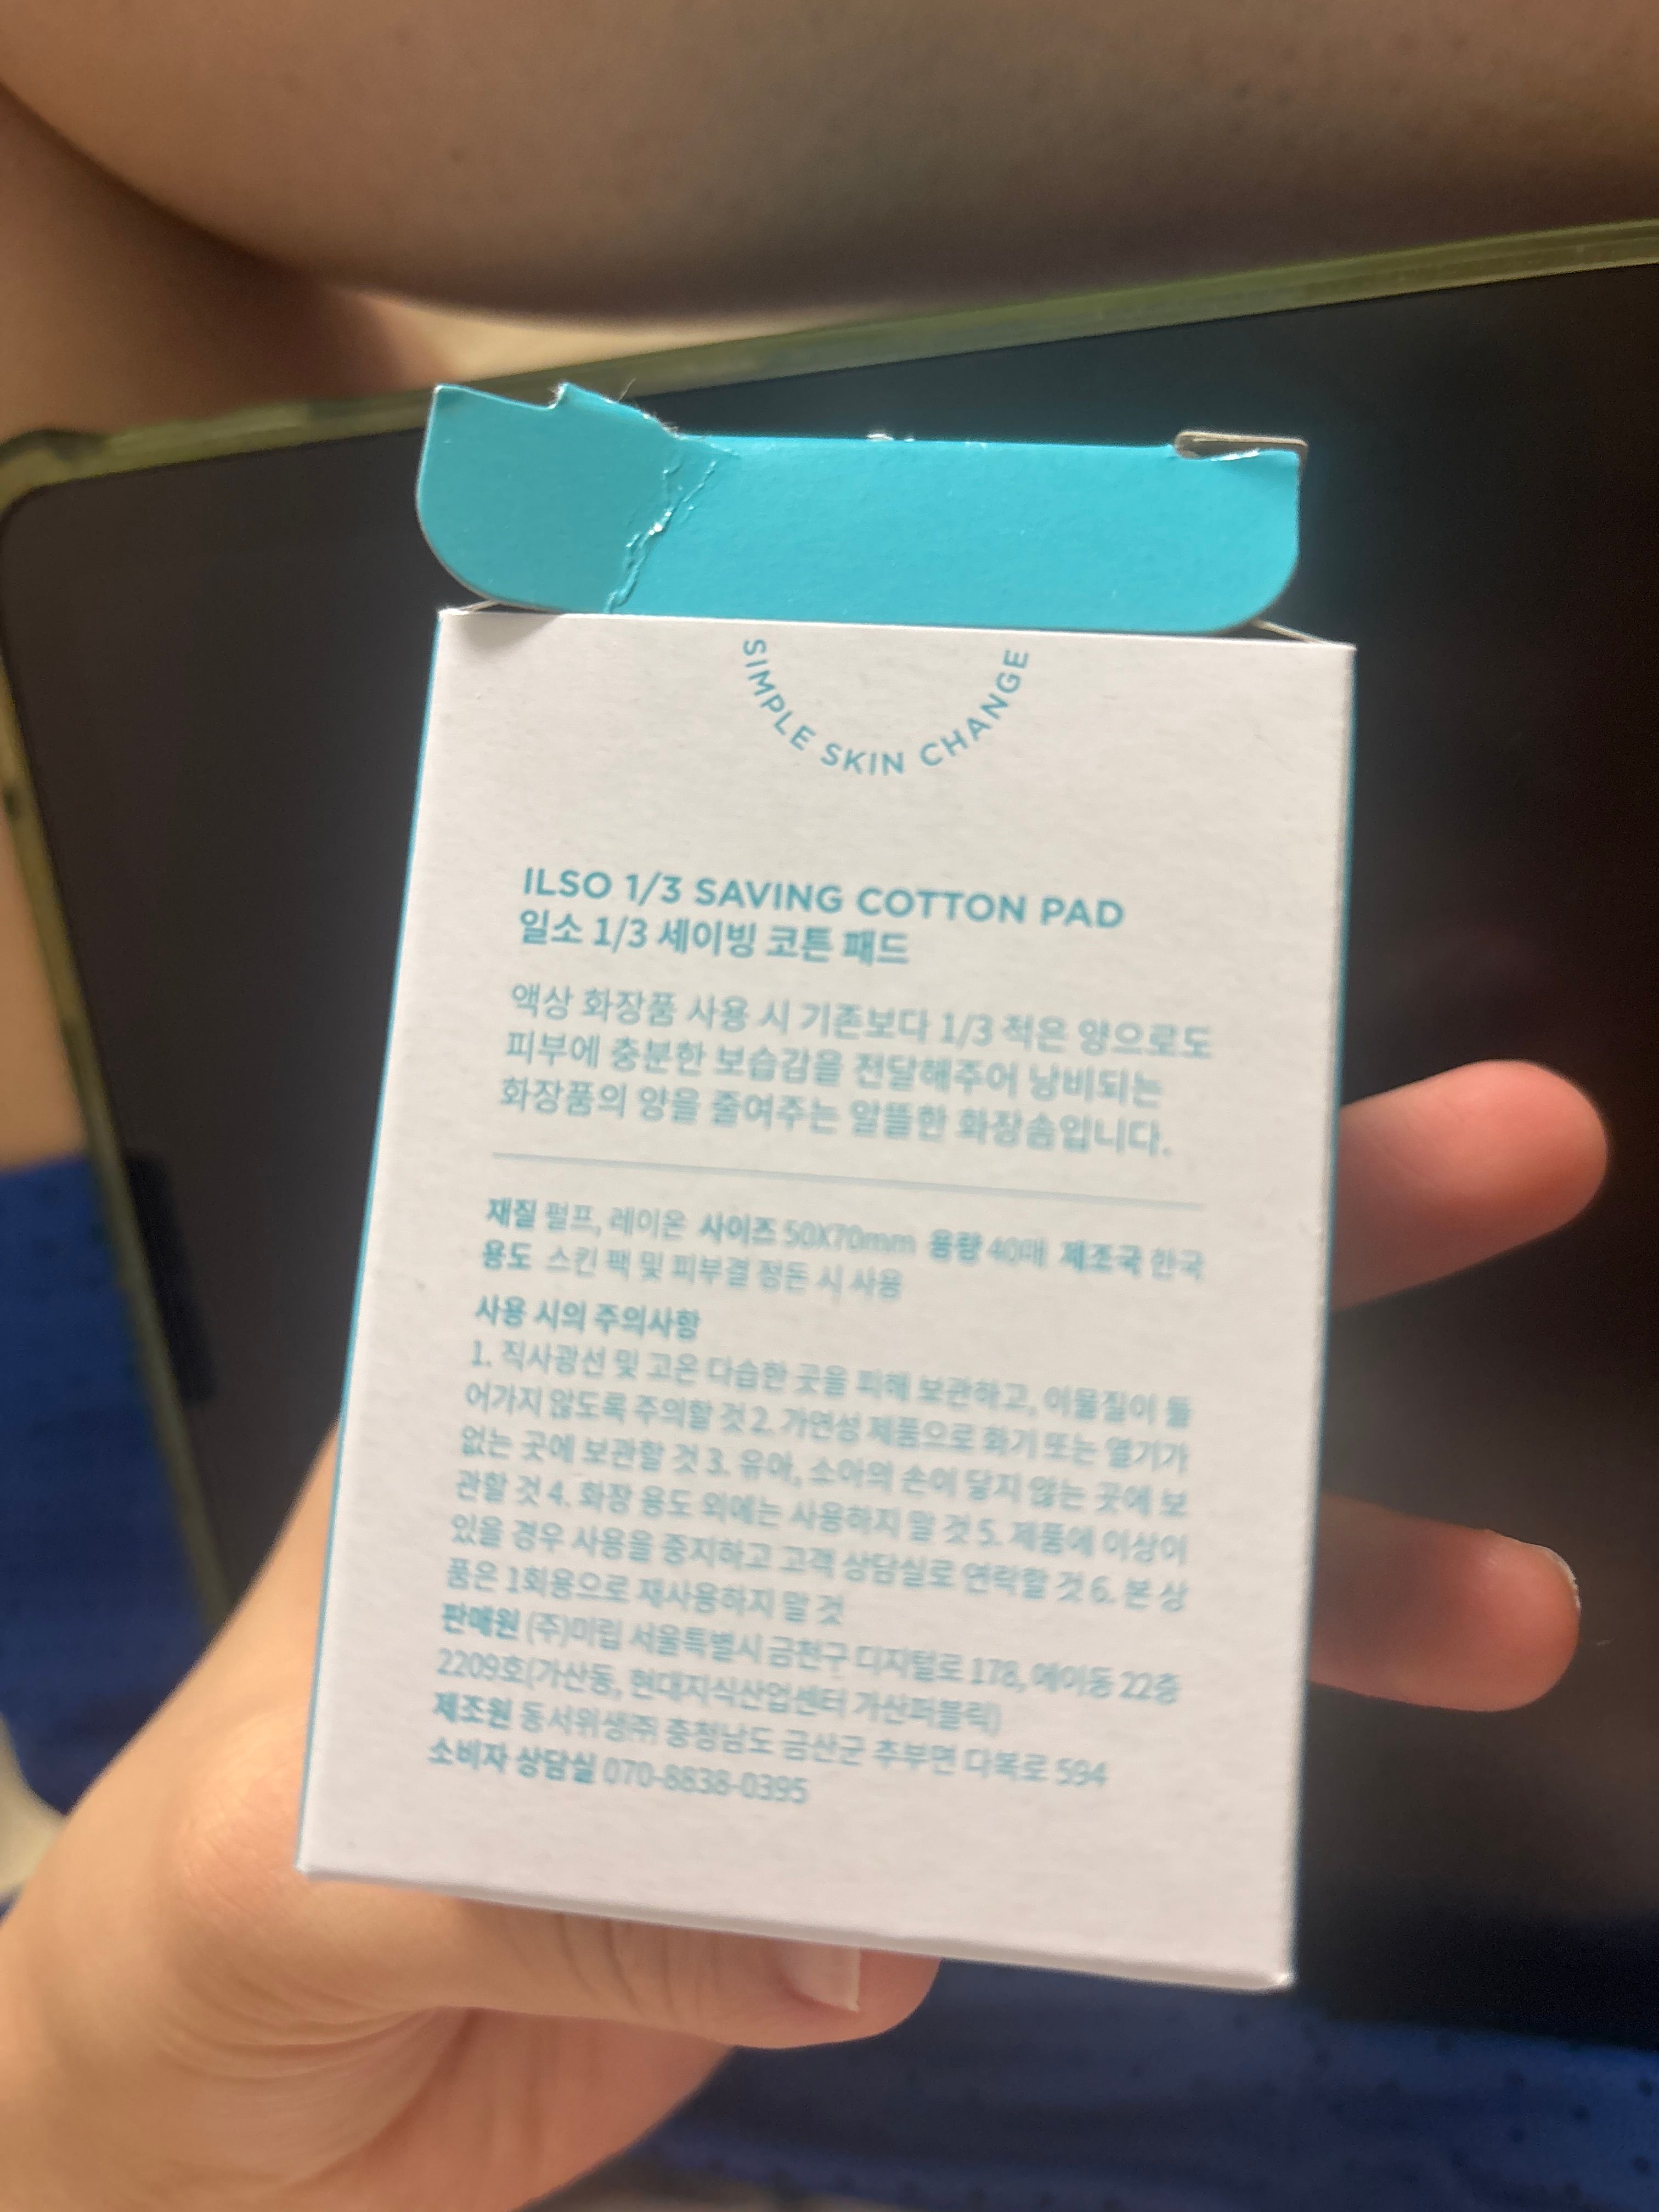 SIMPLE SKIN CHANGE
ILSO 1/3 SAVING COTTON PAD
일소 1/3 세이빙 코튼 패드
액상 화장품 사용 시 기존보다 1/3 적은 양으로도
피부에 충분한 보습감을 전달해주어 낭비되는
화장품의 양을 줄여주는 알뜰한 화장솜입니다.
재질 펄프, 레이온 사이즈 50X70mm 용량 40매 제조국 한국
용도 스킨 팩 및 피부결 정돈 시 사용
사용 시의 주의사항
1. 직사광선 및 고온 다습한 곳을 피해 보관하고, 이물질이 들
어가지 않도록 주의할 것 2. 가연성 제품으로 화기 또는 열기가
없는 곳에 보관할 것 3. 유아, 소아의 손이 닿지 않는 곳에 보
관할 것 4. 화장 용도 외에는 사용하지 말 것 5. 제품에 이상이
있을 경우 사용을 중지하고 고객 상담실로 연락할 것 6. 본 상
품은 1회용으로 재사용하지 말 것
판매원 (주)미립 서울특별시 금천구 디지털로 178, 에이동 22층
2209호(가산동, 현대지식산업센터 가산퍼블릭)
제조원 동서위생㈜ 충청남도 금산군 추부면 다복로 594
소비자 상담실 070-8838-0395